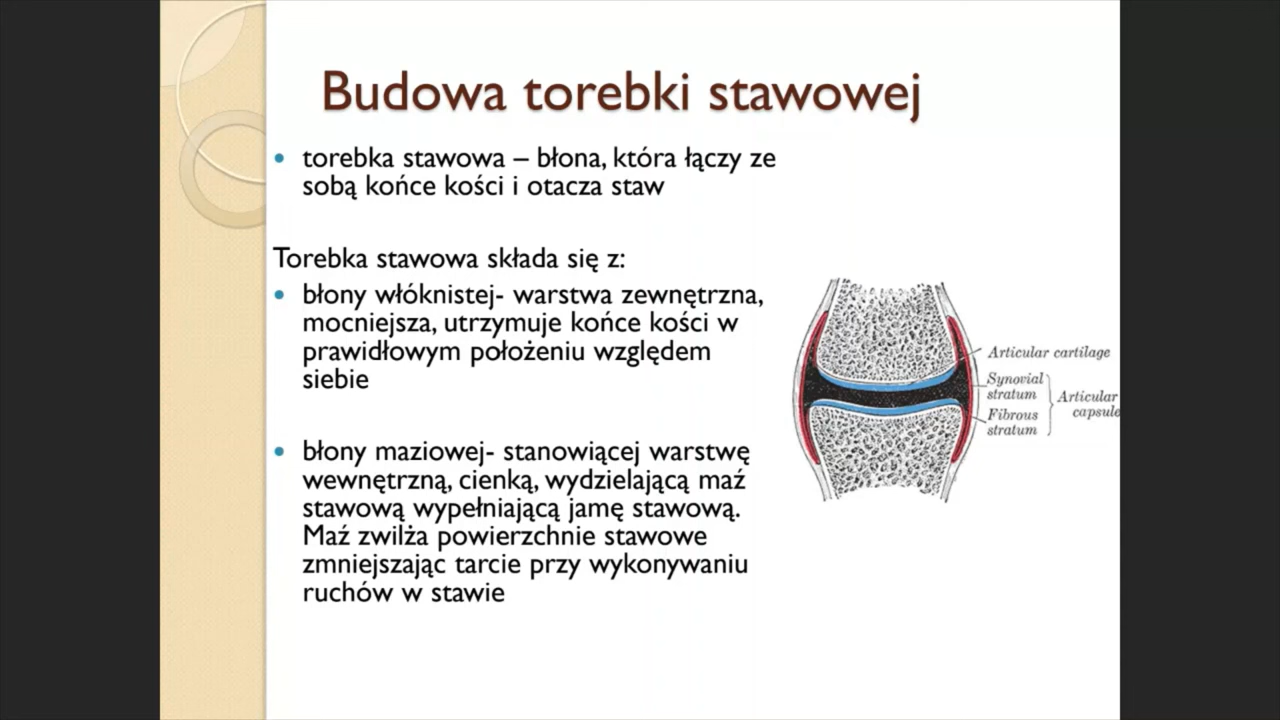 Budowa torebki stawowej
• torebka stawowa – błona, która łączy ze
sobą końce kości i otacza staw
Torebka stawowa składa się z:
• błony włóknistej- warstwa zewnętrzna,
mocniejsza, utrzymuje końce kości w
prawidłowym położeniu względem
siebie
• błony maziowej- stanowiącej warstwę
wewnętrzną, cienką, wydzielającą maź
stawową wypełniającą jamę stawową.
Maź zwilża powierzchnie stawowe
zmniejszając tarcie przy wykonywaniu
ruchów w stawie
Articular cartilage
Synovial
stratum
Fibrous
stratum
Articular
capsule